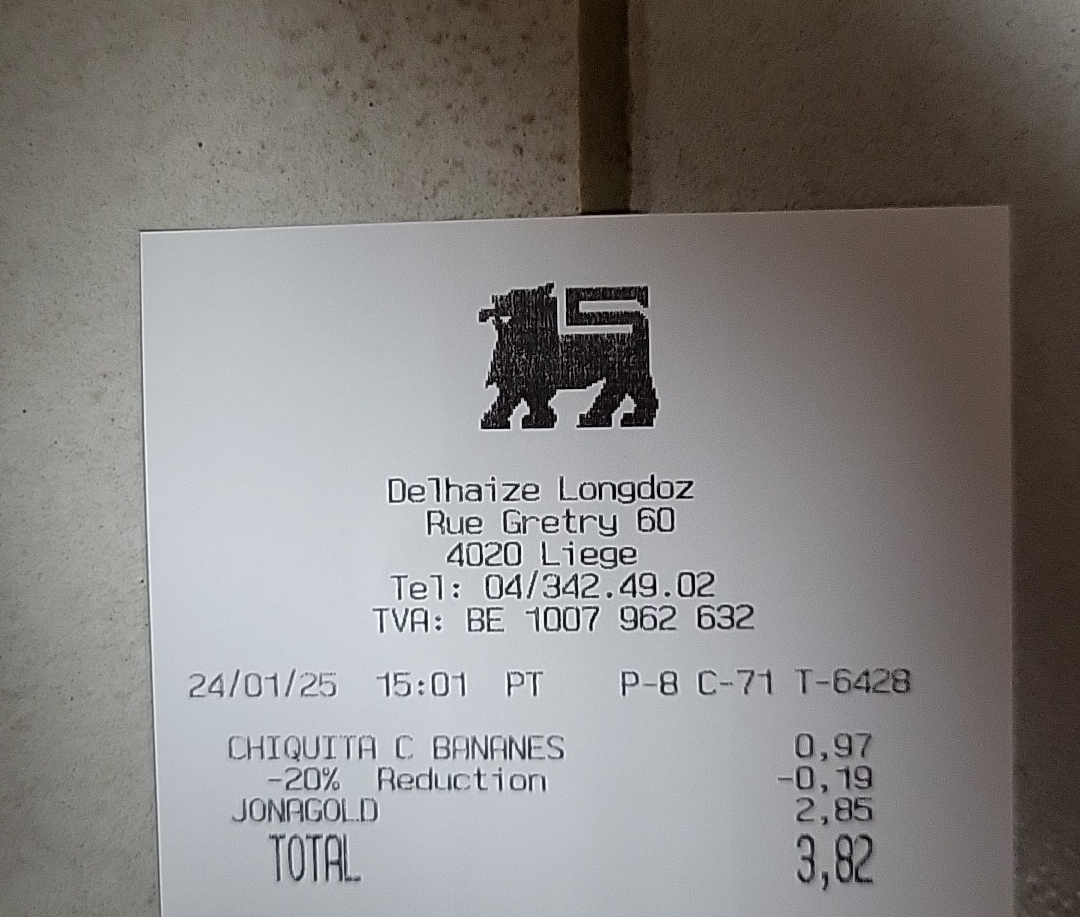 Delhaize Longdoz
Rue Gretry 60
4020 Liege
Tel: 04/342.49.02
TVA: BE 1007 962 632
24/01/25 15:01 PT P-8 C-71 T-6428
CHIQUITA C BANANES 0,97
-20% Reduction -0,19
JONAGOLD 2,85
TOTAL 3,82